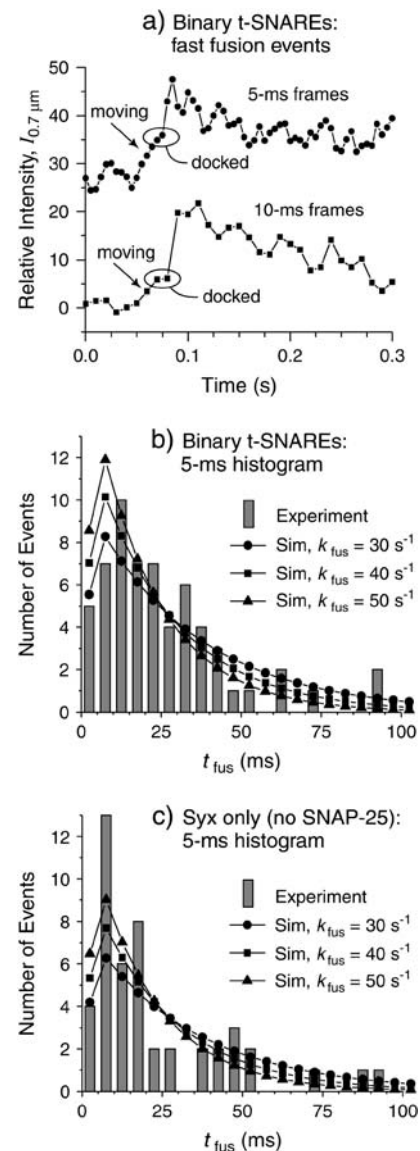 a) Binary t-SNAREs:
fast fusion events
Relative Intensity, I0.7 μm
50
40
30
20
10
0
5-ms frames
moving
docked
10-ms frames
moving
docked
0.0 0.1 0.2 0.3
Time (s)
b) Binary t-SNAREs:
5-ms histogram
Number of Events
12
10
8
6
4
2
0
Experiment
Sim, kfus = 30 s-1
Sim, kfus = 40 s-1
Sim, kfus = 50 s-1
0 25 50 75 100
tfus (ms)
c) Syx only (no SNAP-25):
5-ms histogram
Number of Events
12
10
8
6
4
2
0
Experiment
Sim, kfus = 30 s-1
Sim, kfus = 40 s-1
Sim, kfus = 50 s-1
0 25 50 75 100
tfus (ms)